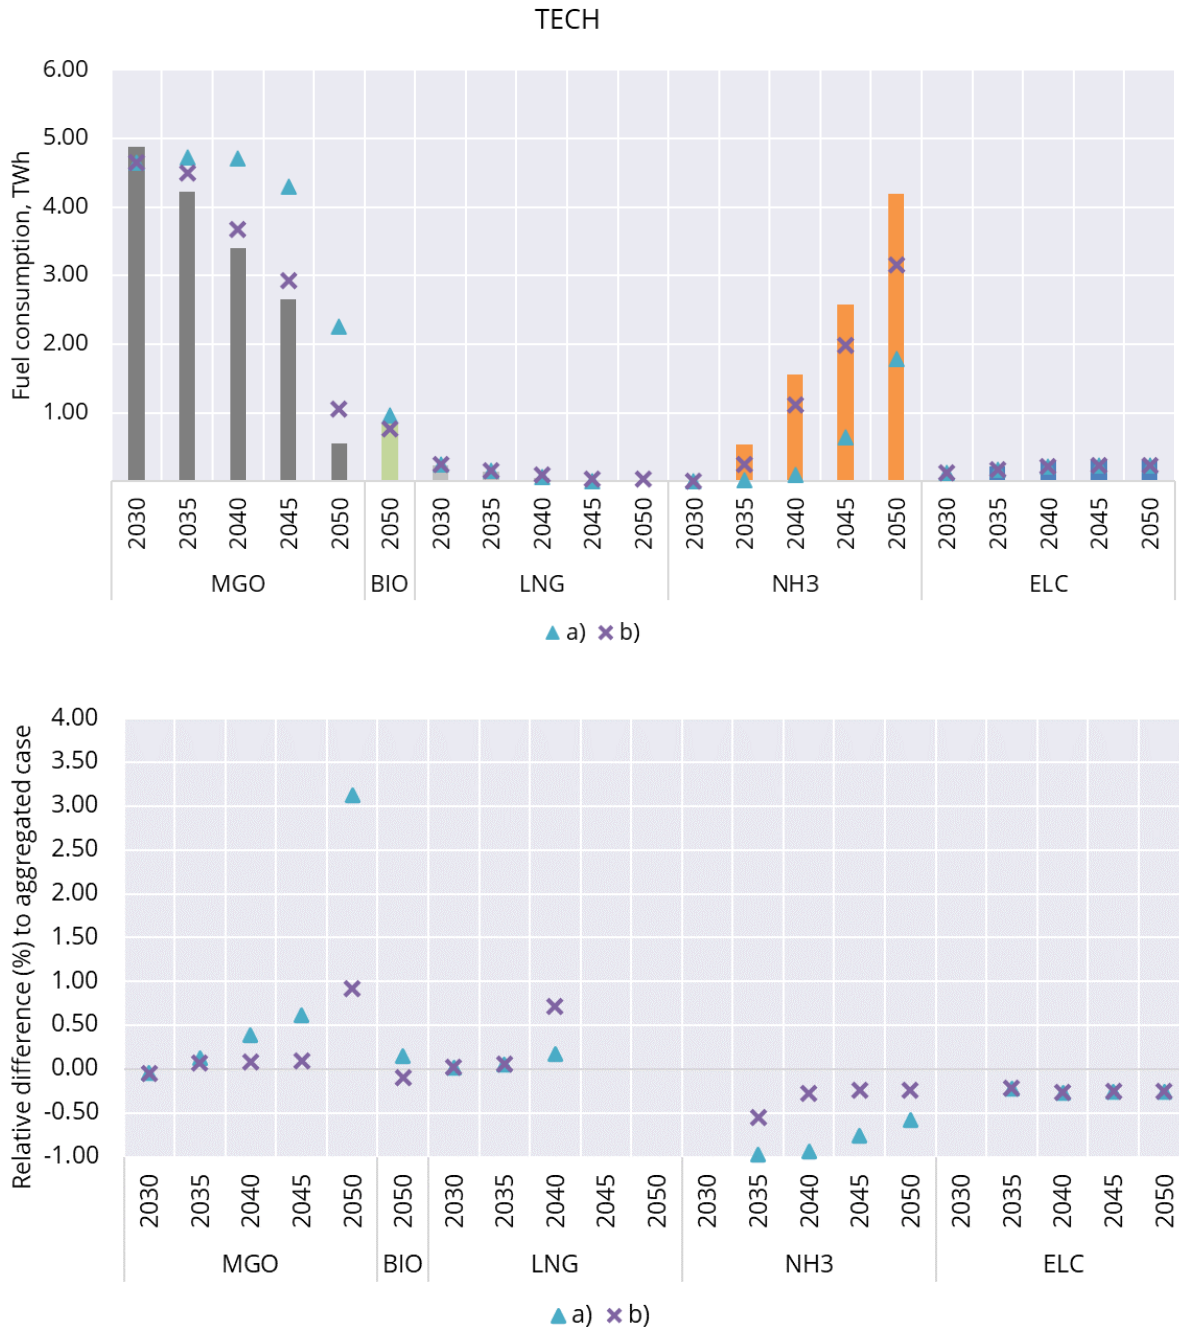 TECH
Fuel consumption, TWh
6.00
5.00
4.00
3.00
2.00
1.00
2030 2035 2040 2045 2050 2050 2030 2035 2040 2045 2050 2030 2035 2040 2045 2050 2030 2035 2040 2045 2050
MGO BIO LNG NH3 ELC
a) b)
Relative difference (%) to aggregated case
4.00
3.50
3.00
2.50
2.00
1.50
1.00
0.50
0.00
-0.50
-1.00
2030 2035 2040 2045 2050 2050 2030 2035 2040 2045 2050 2030 2035 2040 2045 2050 2030 2035 2040 2045 2050
MGO BIO LNG NH3 ELC
a) b)